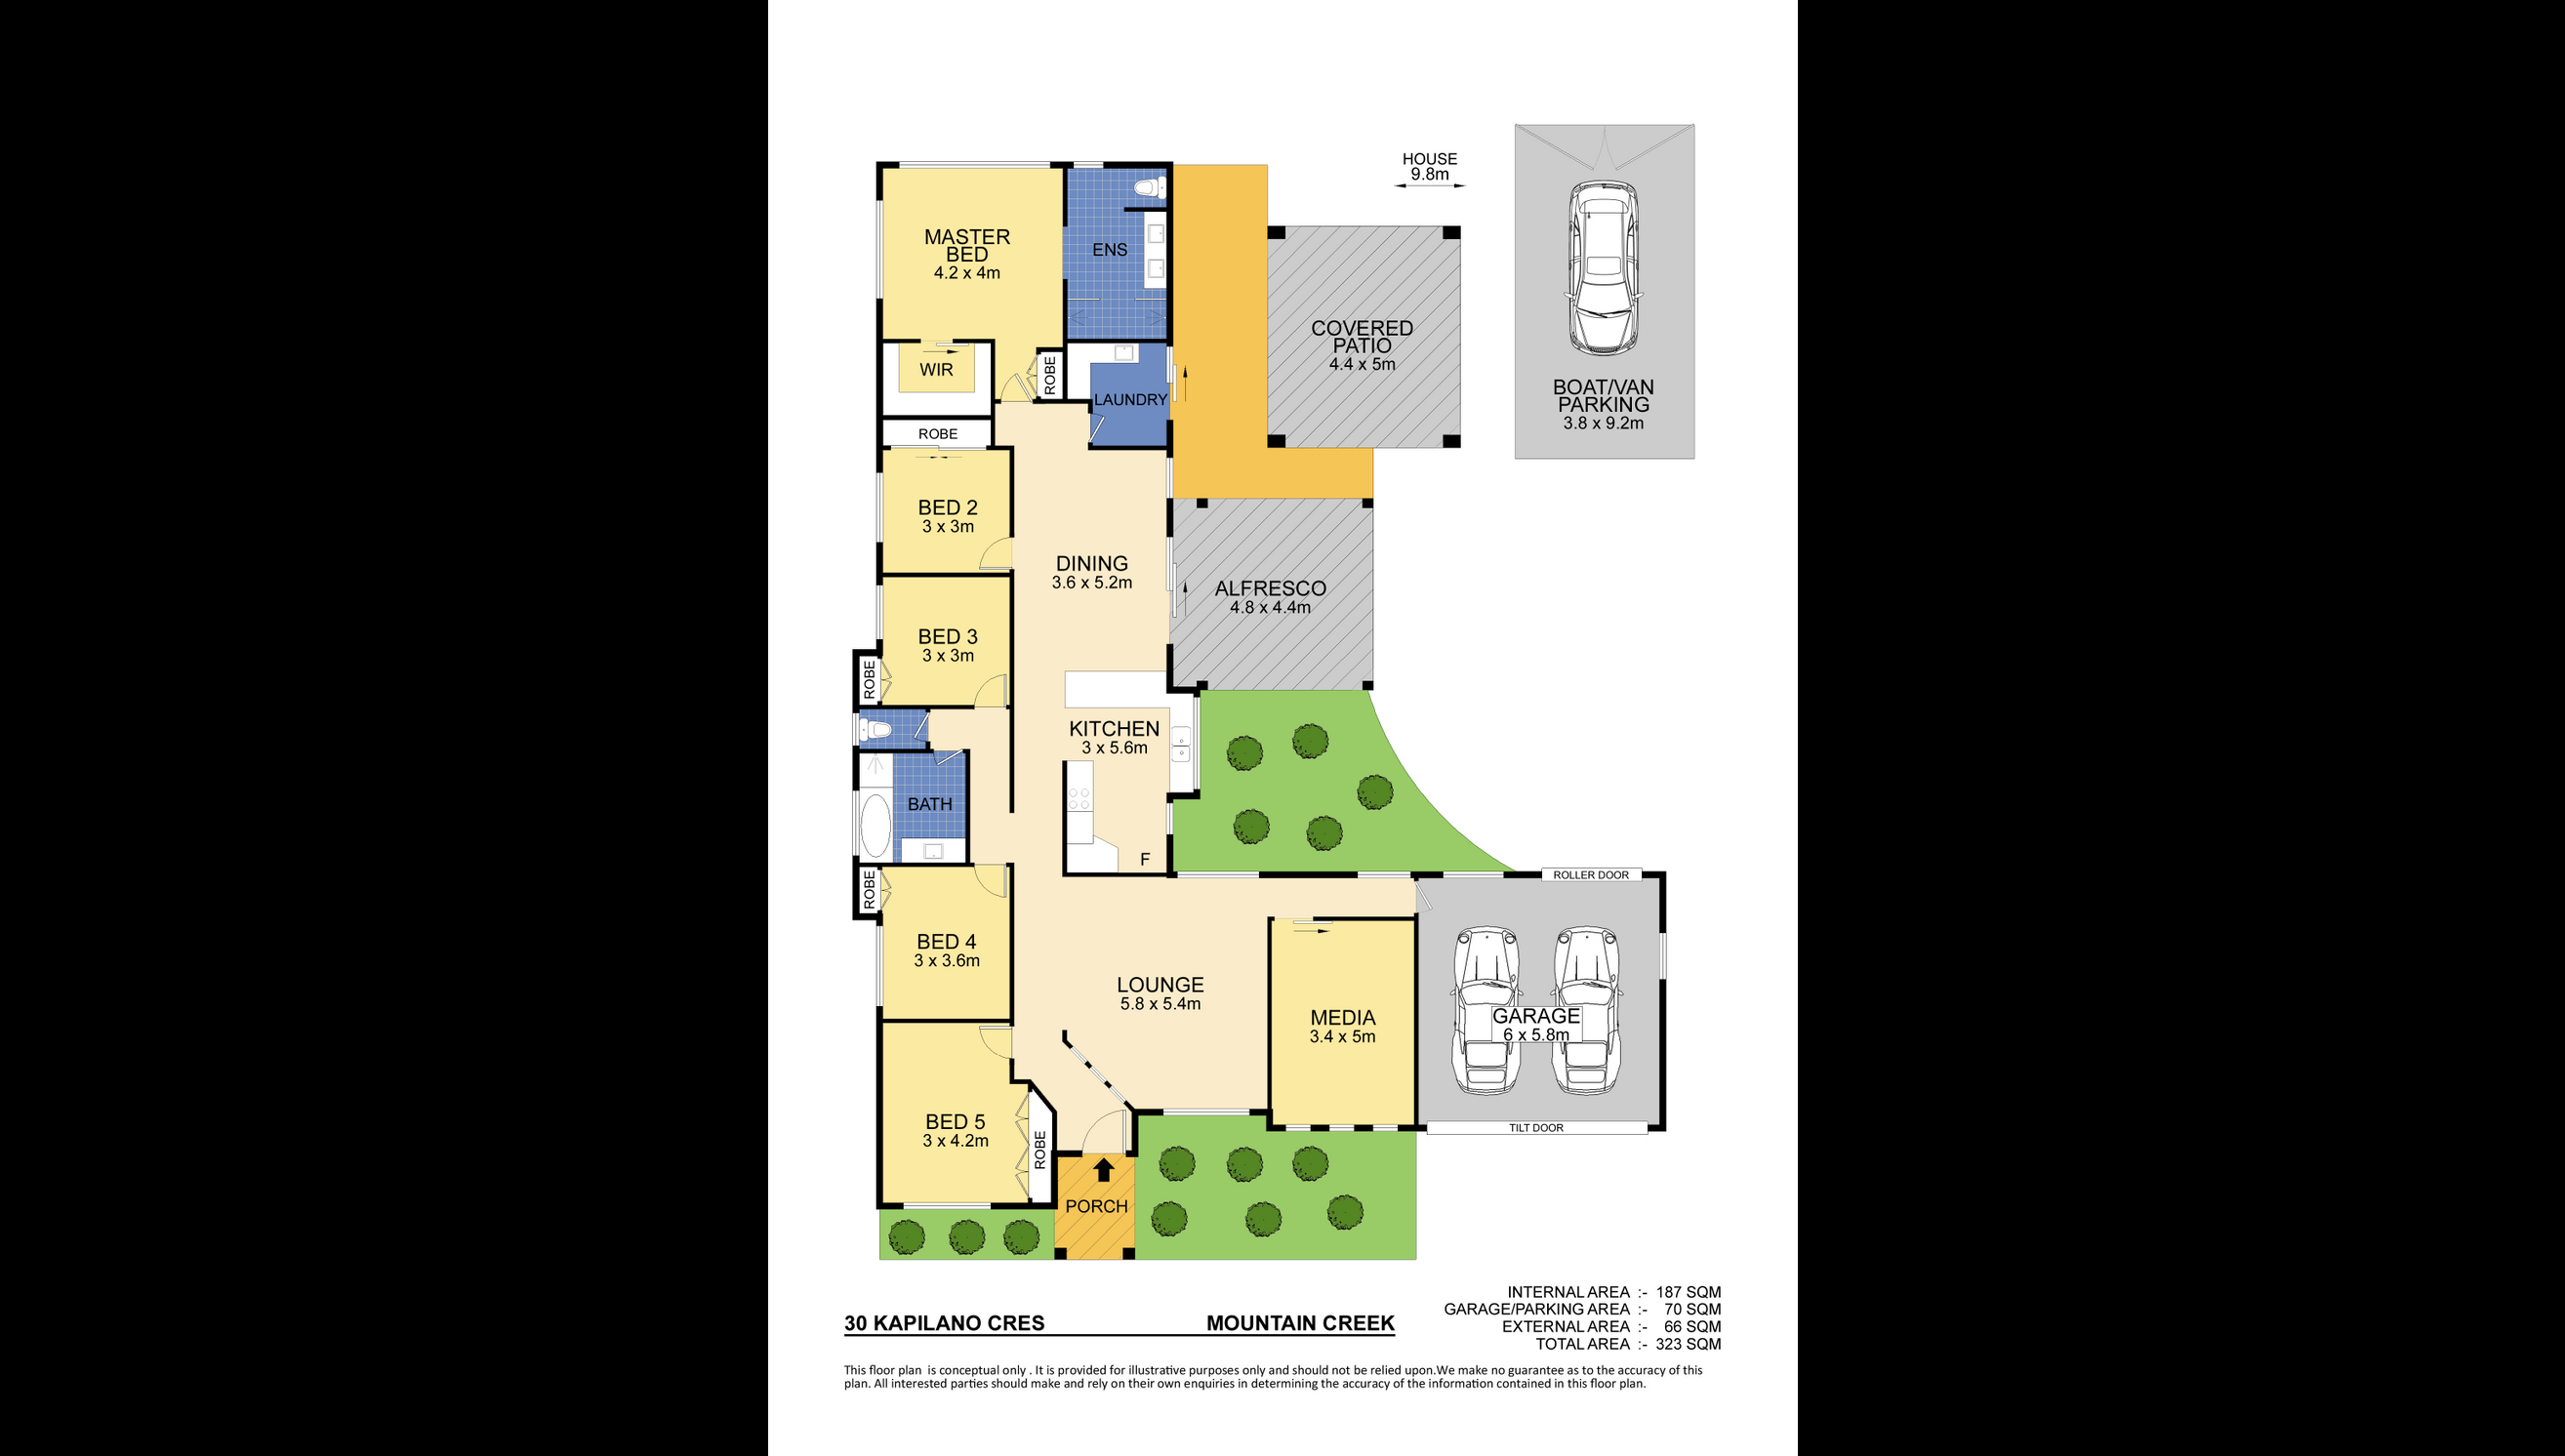 HOUSE
9.8m
MASTER
BED
4.2 x 4m
ENS
COVERED
PATIO
4.4 x 5m
BOAT/VAN
PARKING
3.8 x 9.2m
WIR
ROBE
LAUNDRY
ROBE
BED 2
3 x 3m
DINING
3.6 x 5.2m
ALFRESCO
4.8 x 4.4m
BED 3
3 x 3m
ROBE
KITCHEN
3 x 5.6m
BATH
F
ROBE
ROLLER DOOR
BED 4
3 x 3.6m
LOUNGE
5.8 x 5.4m
MEDIA
3.4 x 5m
GARAGE
6 x 5.8m
BED 5
3 x 4.2m
ROBE
TILT DOOR
PORCH
INTERNAL AREA :- 187 SQM
GARAGE/PARKING AREA :- 70 SQM
EXTERNAL AREA :- 66 SQM
TOTAL AREA :- 323 SQM
30 KAPILANO CRES MOUNTAIN CREEK
This floor plan is conceptual only . It is provided for illustrative purposes only and should not be relied upon.We make no guarantee as to the accuracy of this
plan. All interested parties should make and rely on their own enquiries in determining the accuracy of the information contained in this floor plan.